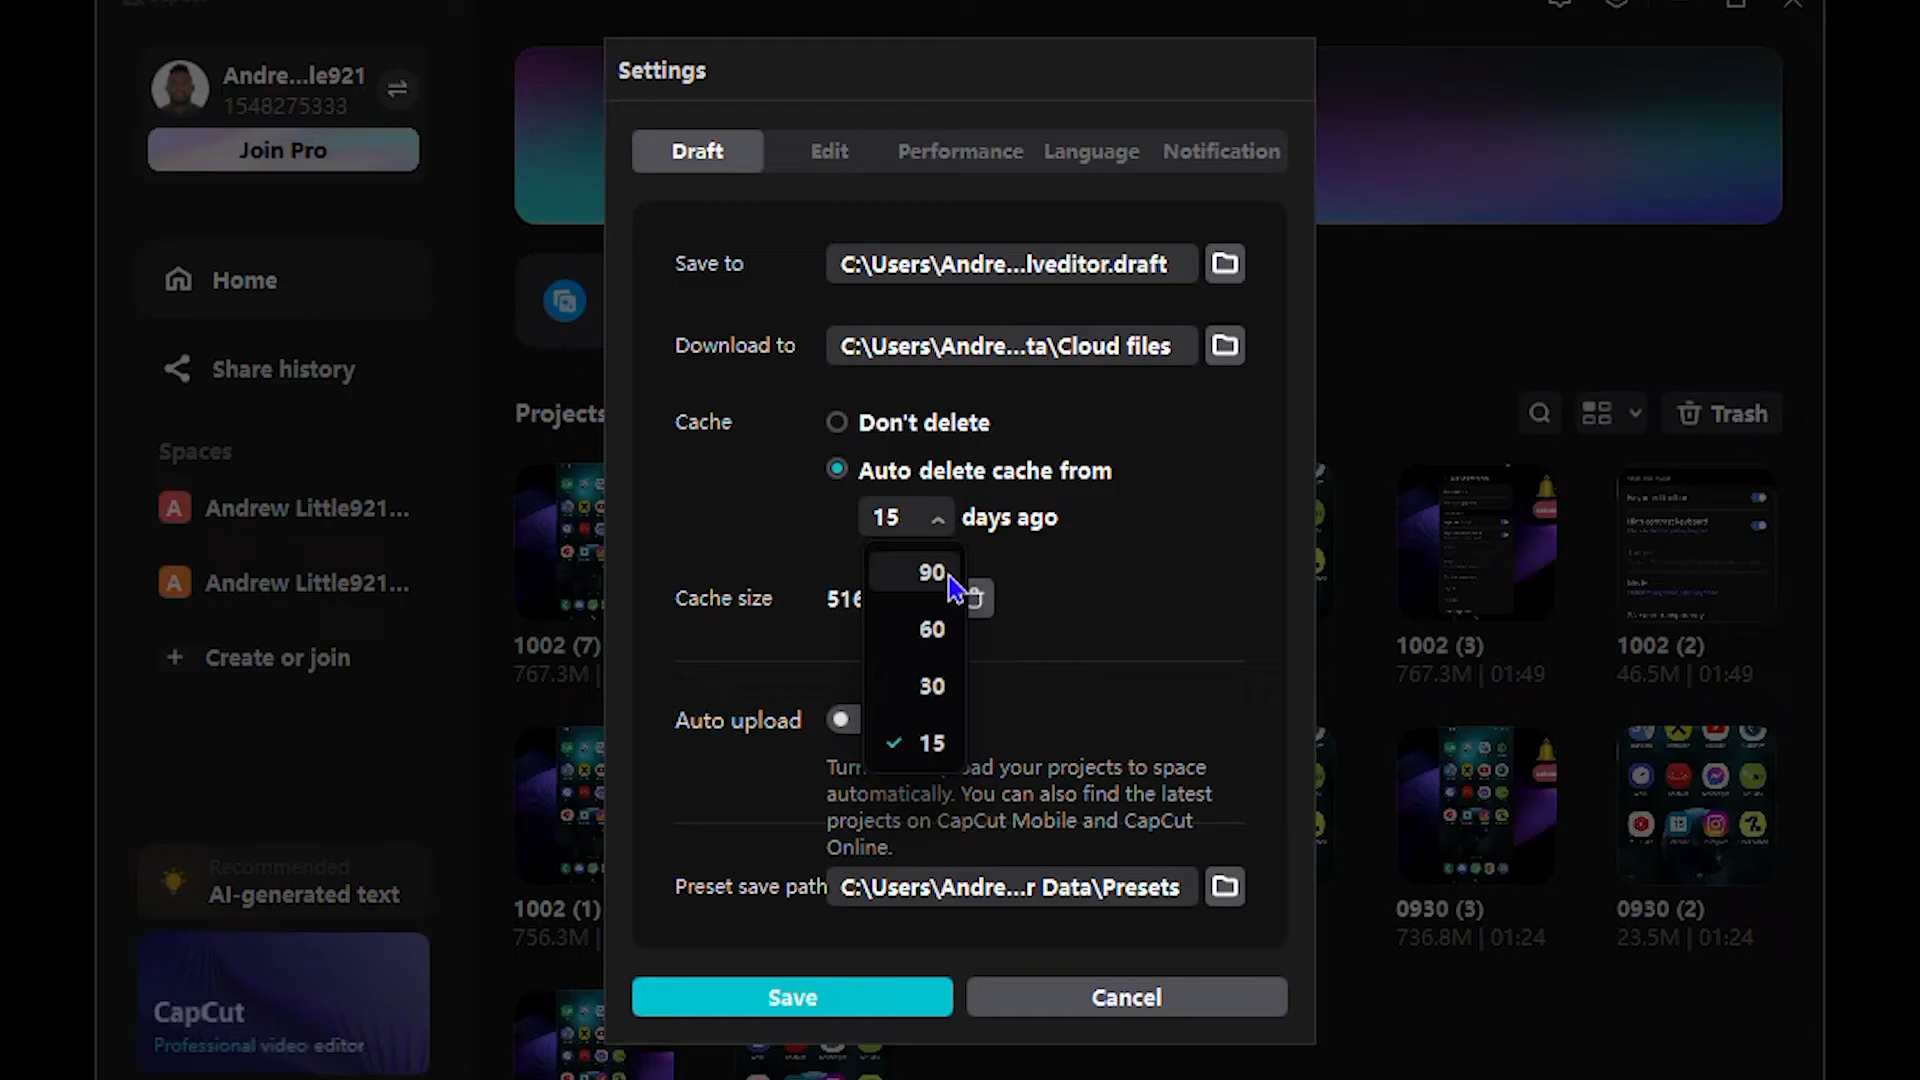 Andre...le921
1548275333
Join Pro
Home
Share history
Spaces
A Andrew Little921...
A Andrew Little921...
+ Create or join
Recommended
AI-generated text
CapCut
Professional video editor
Settings
Draft Edit Performance Language Notification
Save to C:\Users\Andre...lveditor.draft
Download to C:\Users\Andre...ta\Cloud files
Cache Don't delete
Auto delete cache from
15 days ago
90
60
30
15
Cache size 516
Auto upload
Turn
your projects to space
automatically. You can also find the latest
projects on CapCut Mobile and CapCut
Online.
Preset save path C:\Users\Andre...r Data\Presets
Save Cancel
Projects
Trash
1002 (7)
767.3M |
1002 (3)
767.3M | 01:49
1002 (2)
46.5M | 01:49
1002 (1)
756.3M |
0930 (3)
736.8M | 01:24
0930 (2)
23.5M | 01:24